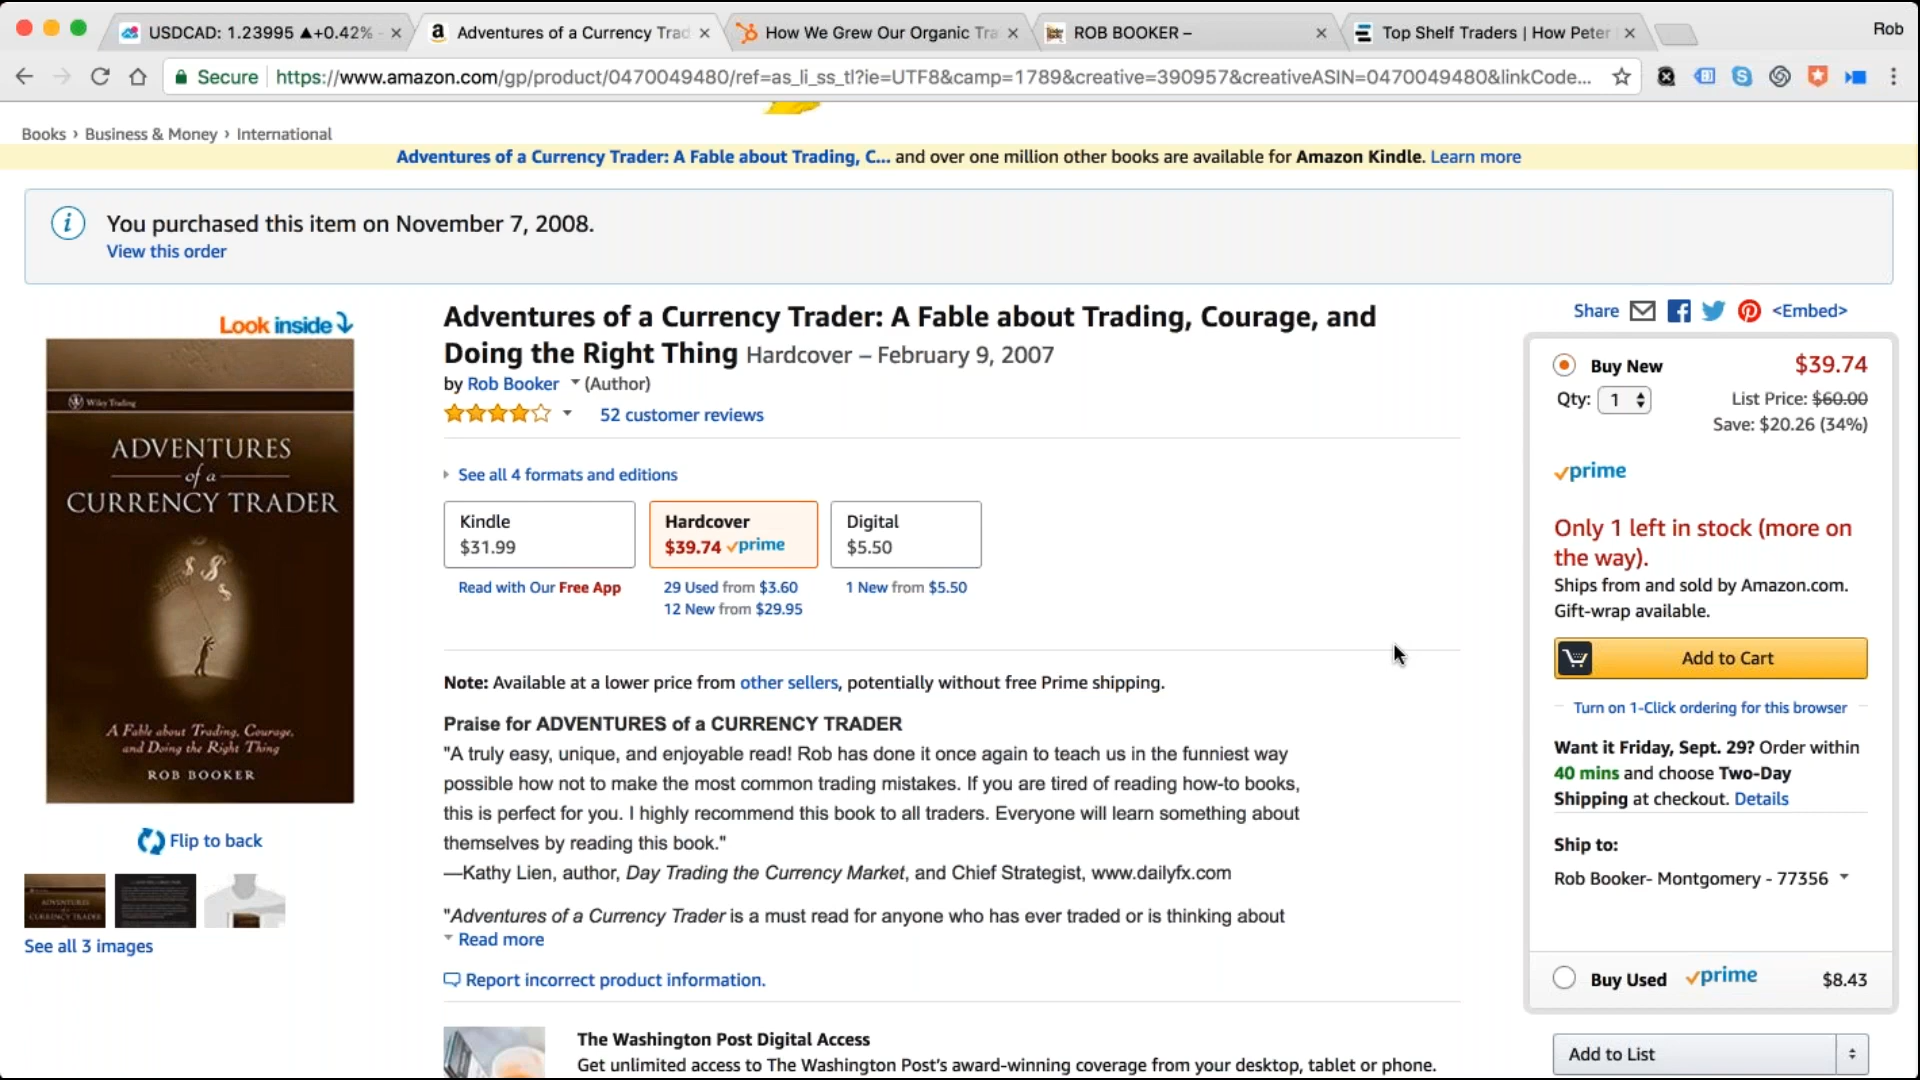 USDCAD: 1.23995 ▲+0.42%
Adventures of a Currency Trad
How We Grew Our Organic Tra
ROB BOOKER –
Top Shelf Traders | How Peter
Rob
Secure
https://www.amazon.com/gp/product/0470049480/ref=as_li_ss_tl?ie=UTF8&camp=1789&creative=390957&creativeASIN=0470049480&linkCode...
Books › Business & Money › International
Adventures of a Currency Trader: A Fable about Trading, C... and over one million other books are available for Amazon Kindle. Learn more
You purchased this item on November 7, 2008.
View this order
Look inside
Wiley Trading
ADVENTURES
of a
CURRENCY TRADER
A Fable about Trading, Courage,
and Doing the Right Thing
ROB BOOKER
Flip to back
ADVENTURES
CURRENCY TRADER
See all 3 images
Adventures of a Currency Trader: A Fable about Trading, Courage, and
Doing the Right Thing Hardcover – February 9, 2007
by Rob Booker (Author)
52 customer reviews
See all 4 formats and editions
Kindle
$31.99
Read with Our Free App
Hardcover
$39.74 prime
29 Used from $3.60
12 New from $29.95
Digital
$5.50
1 New from $5.50
Note: Available at a lower price from other sellers, potentially without free Prime shipping.
Praise for ADVENTURES of a CURRENCY TRADER
"A truly easy, unique, and enjoyable read! Rob has done it once again to teach us in the funniest way
possible how not to make the most common trading mistakes. If you are tired of reading how-to books,
this is perfect for you. I highly recommend this book to all traders. Everyone will learn something about
themselves by reading this book."
—Kathy Lien, author, Day Trading the Currency Market, and Chief Strategist, www.dailyfx.com
"Adventures of a Currency Trader is a must read for anyone who has ever traded or is thinking about
Read more
Report incorrect product information.
The Washington Post Digital Access
Get unlimited access to The Washington Post's award-winning coverage from your desktop, tablet or phone.
Share
<Embed>
Buy New
$39.74
Qty: 1
List Price: $60.00
Save: $20.26 (34%)
prime
Only 1 left in stock (more on
the way).
Ships from and sold by Amazon.com.
Gift-wrap available.
Add to Cart
Turn on 1-Click ordering for this browser
Want it Friday, Sept. 29? Order within
40 mins and choose Two-Day
Shipping at checkout. Details
Ship to:
Rob Booker- Montgomery - 77356
Buy Used prime $8.43
Add to List